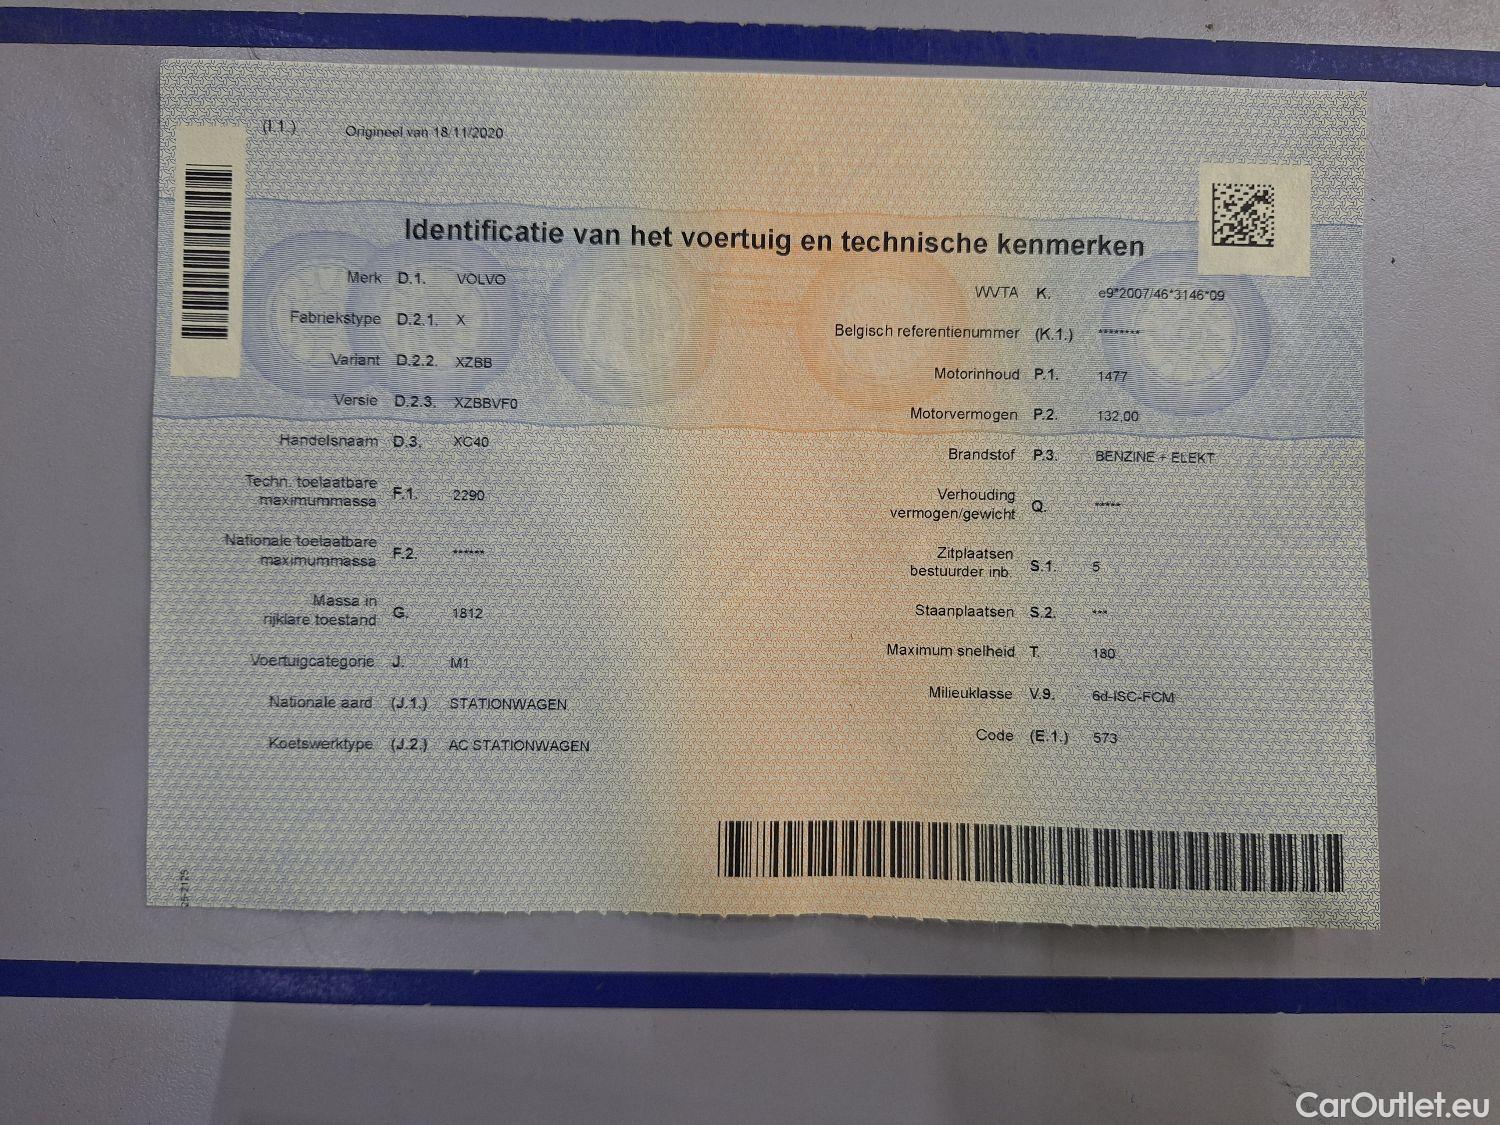 (I.1.) Origineel van 18/11/2020
Identificatie van het voertuig en technische kenmerken
Merk D.1. VOLVO
Fabriekstype D.2.1. X
Variant D.2.2. XZBB
Versie D.2.3. XZBBVF0
Handelsnaam D.3. XC40
Techn. toelaatbare
maximummassa F.1. 2290
Nationale toelaatbare
maximummassa F.2. ******
Massa in
rijklare toestand G. 1812
Voertuigcategorie J. M1
Nationale aard (J.1.) STATIONWAGEN
Koetswerktype (J.2.) AC STATIONWAGEN
WVTA K. e9*2007/46*3146*09
Belgisch referentienummer (K.1.) ********
Motorinhoud P.1. 1477
Motorvermogen P.2. 132,00
Brandstof P.3. BENZINE + ELEKT
Verhouding
vermogen/gewicht Q. *****
Zitplaatsen
bestuurder inb. S.1. 5
Staanplaatsen S.2. ***
Maximum snelheid T. 180
Milieuklasse V.9. 6d-ISC-FCM
Code (E.1.) 573
CarOutlet.eu